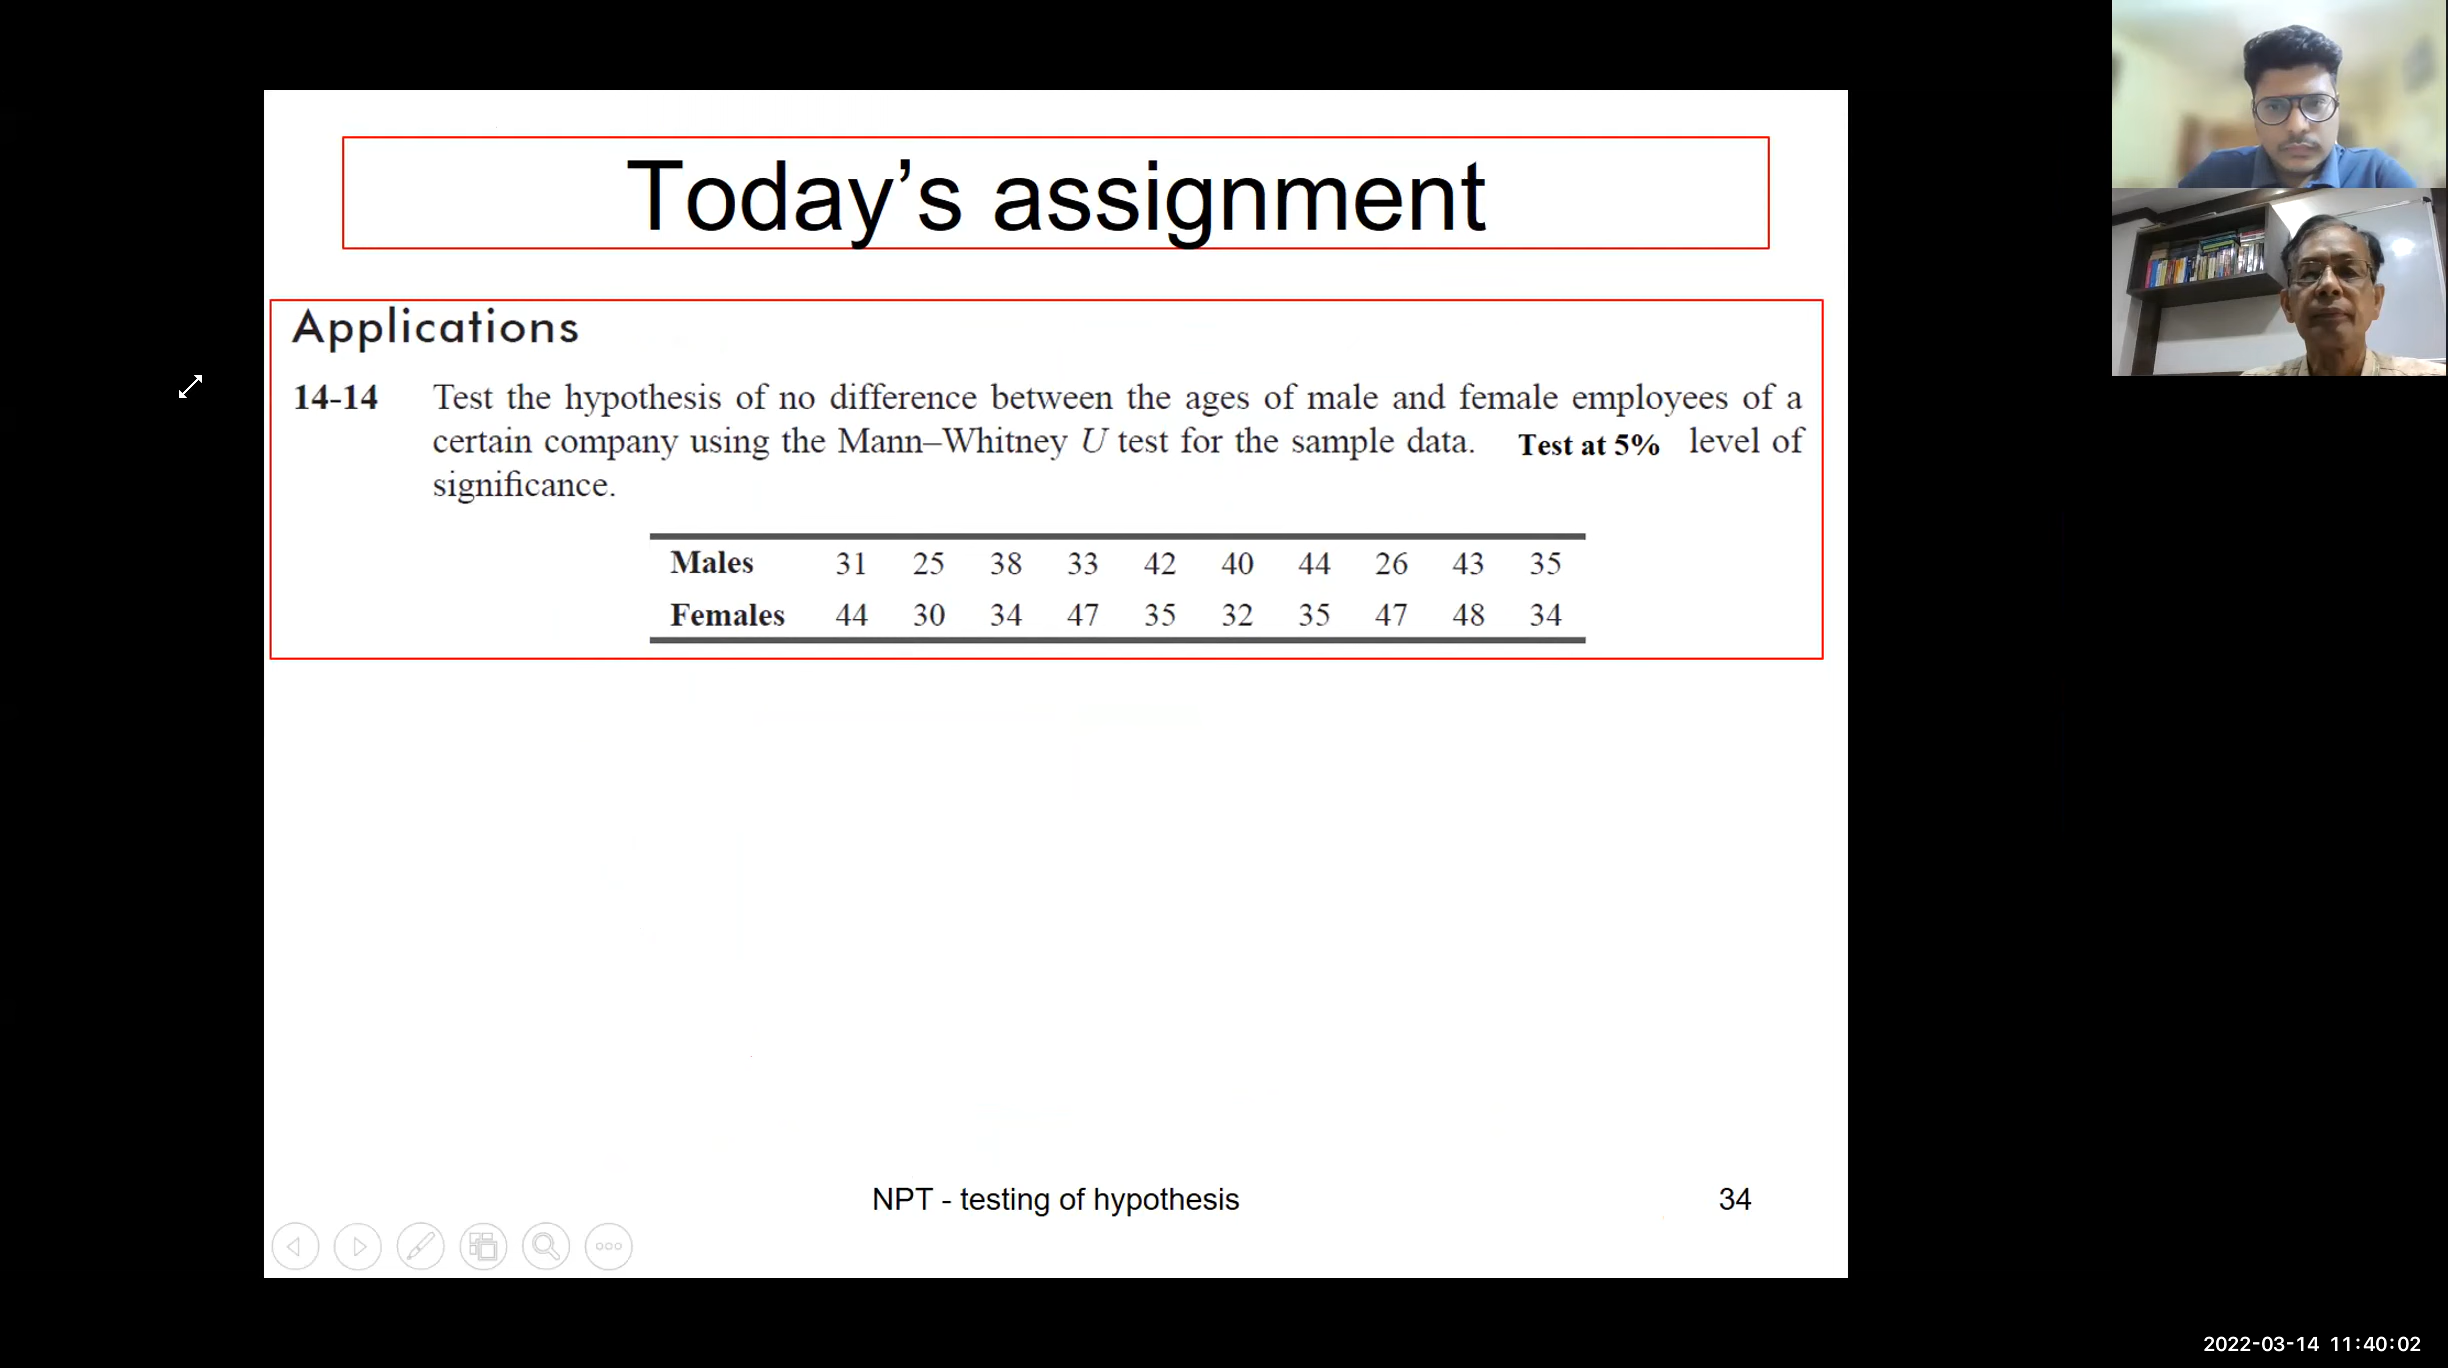 Today’s assignment
Applications
14-14 Test the hypothesis of no difference between the ages of male and female employees of a
certain company using the Mann–Whitney U test for the sample data. Test at 5% level of
significance.
Males 31 25 38 33 42 40 44 26 43 35
Females 44 30 34 47 35 32 35 47 48 34
NPT - testing of hypothesis 34
2022-03-14 11:40:02